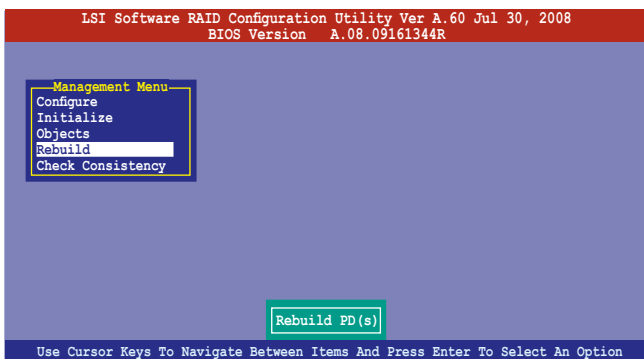 LSI Software RAID Configuration Utility Ver A.60 Jul 30, 2008
BIOS Version A.08.09161344R
Management Menu
Configure
Initialize
Objects
Rebuild
Check Consistency
Rebuild PD(s)
Use Cursor Keys To Navigate Between Items And Press Enter To Select An Option